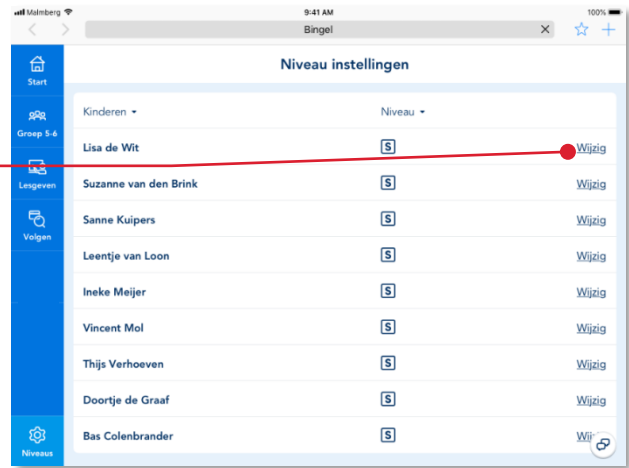 Malmberg 9:41 AM 100%
Bingel
Niveau instellingen
Start
Groep 5-6
Lesgeven
Volgen
Niveaus
Kinderen Niveau
Lisa de Wit S Wijzig
Suzanne van den Brink S Wijzig
Sanne Kuipers S Wijzig
Leentje van Loon S Wijzig
Ineke Meijer S Wijzig
Vincent Mol S Wijzig
Thijs Verhoeven S Wijzig
Doortje de Graaf S Wijzig
Bas Colenbrander S